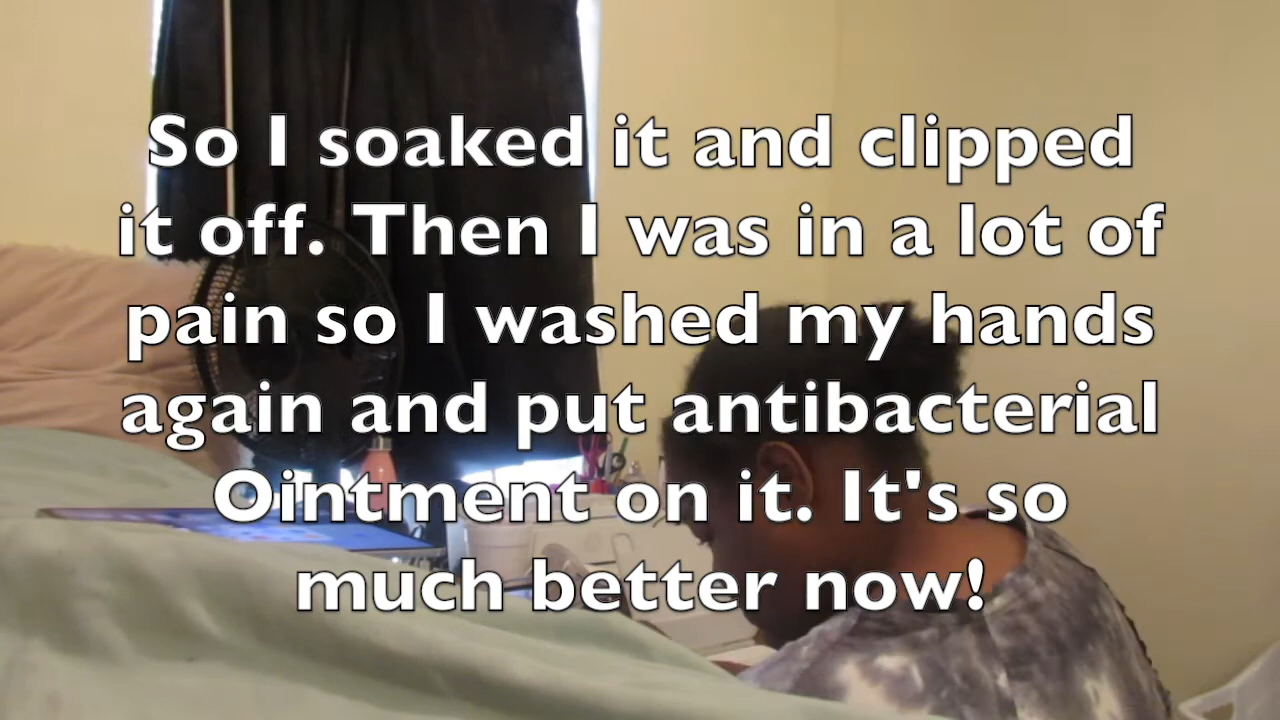 So I soaked it and clipped
it off. Then I was in a lot of
pain so I washed my hands
again and put antibacterial
Ointment on it. It's so
much better now!